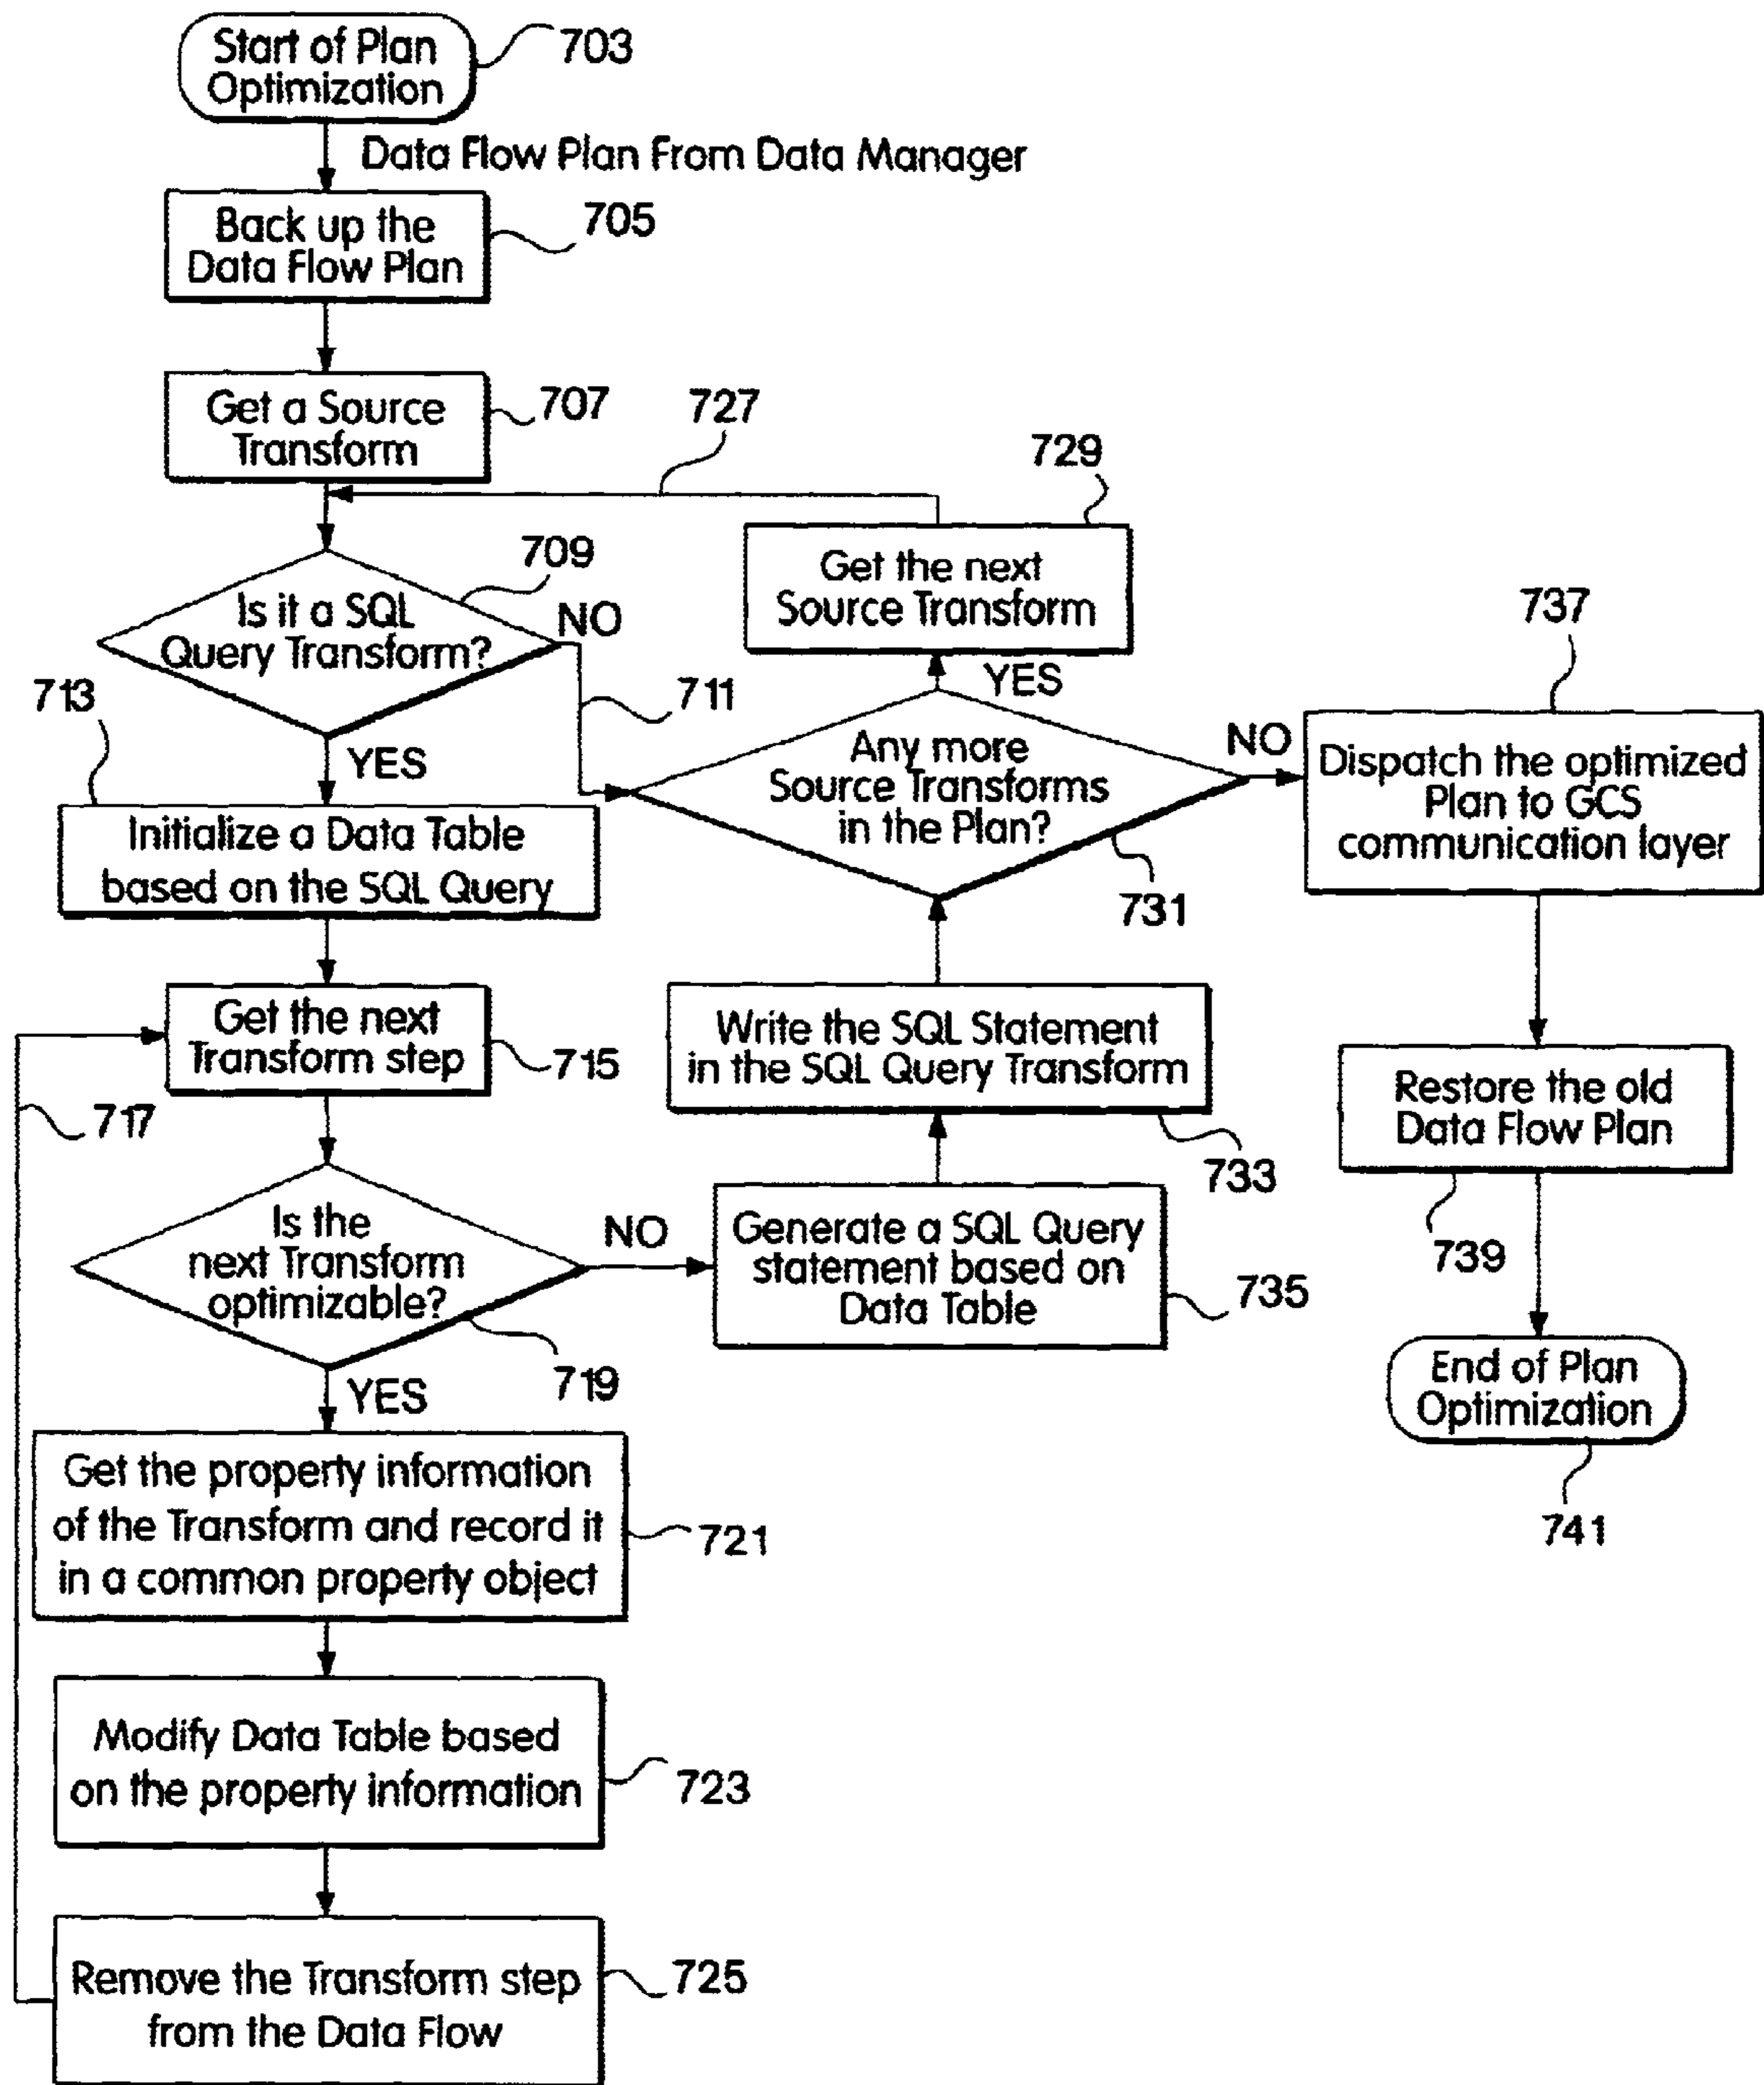 Start of Plan
Optimization
703
Data Flow Plan From Data Manager
Back up the
Data Flow Plan
705
Get a Source
Transform
707
727
729
Get the next
Source Transform
709
Is it a SQL
Query Transform?
NO
711
713
YES
YES
Any more
Source Transforms
in the Plan?
NO
731
737
Dispatch the optimized
Plan to GCS
communication layer
Initialize a Data Table
based on the SQL Query
Get the next
Transform step
715
717
Write the SQL Statement
in the SQL Query Transform
733
Restore the old
Data Flow Plan
739
Is the
next Transform
optimizable?
NO
719
YES
Generate a SQL Query
statement based on
Data Table
735
End of Plan
Optimization
741
Get the property information
of the Transform and record it
in a common property object
721
Modify Data Table based
on the property information
723
Remove the Transform step
from the Data Flow
725